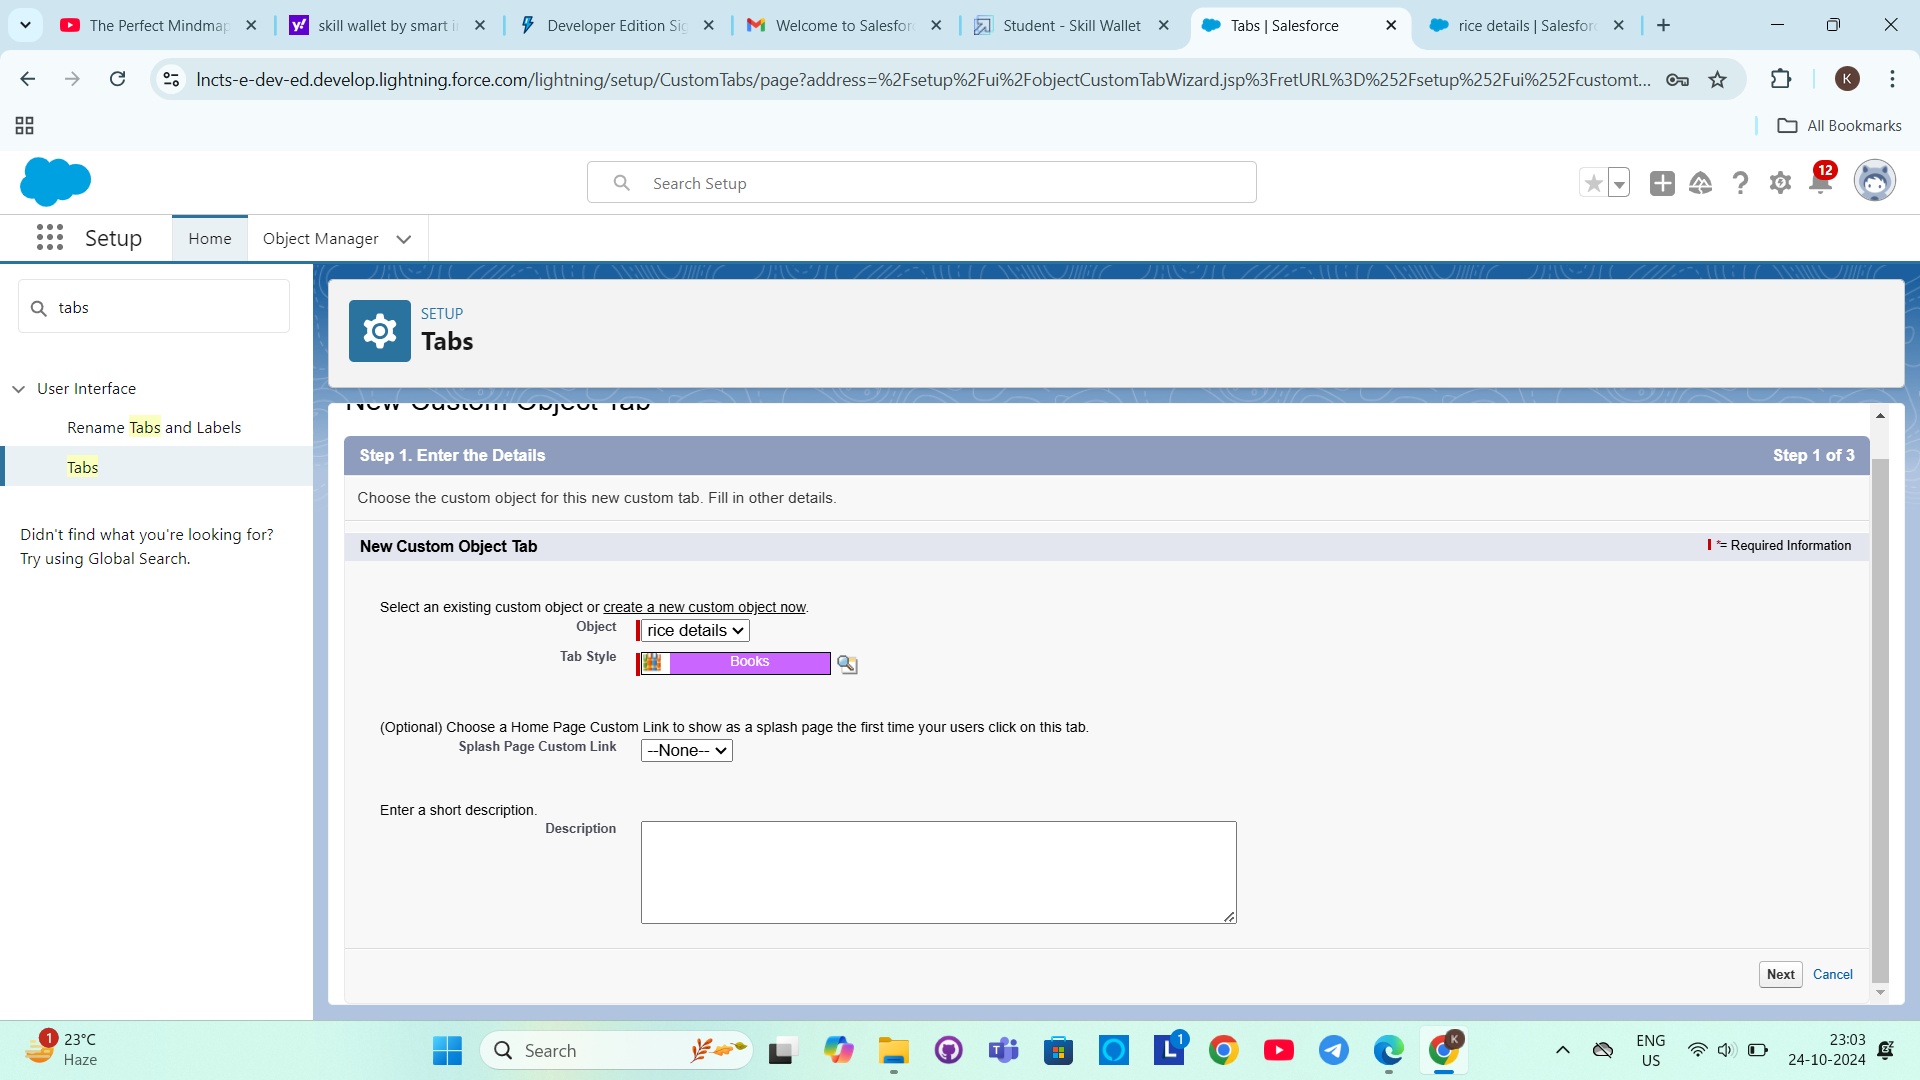 The Perfect Mindmap
skill wallet by smart in
Developer Edition Sig
Welcome to Salesforc
Student - Skill Wallet
Tabs | Salesforce
rice details | Salesforc
lncts-e-dev-ed.develop.lightning.force.com/lightning/setup/CustomTabs/page?address=%2Fsetup%2Fui%2FobjectCustomTabWizard.jsp%3FretURL%3D%252Fsetup%252Fui%252Fcustomt...
K
All Bookmarks
Search Setup
12
Setup
Home
Object Manager
tabs
SETUP
Tabs
User Interface
Rename Tabs and Labels
Tabs
Didn't find what you're looking for?
Try using Global Search.
New Custom Object Tab
Step 1. Enter the Details
Step 1 of 3
Choose the custom object for this new custom tab. Fill in other details.
New Custom Object Tab
*= Required Information
Select an existing custom object or create a new custom object now.
Object
rice details
Tab Style
Books
(Optional) Choose a Home Page Custom Link to show as a splash page the first time your users click on this tab.
Splash Page Custom Link
--None--
Enter a short description.
Description
Next
Cancel
1
23°C
Haze
Search
L
1
K
ENG
US
23:03
24-10-2024